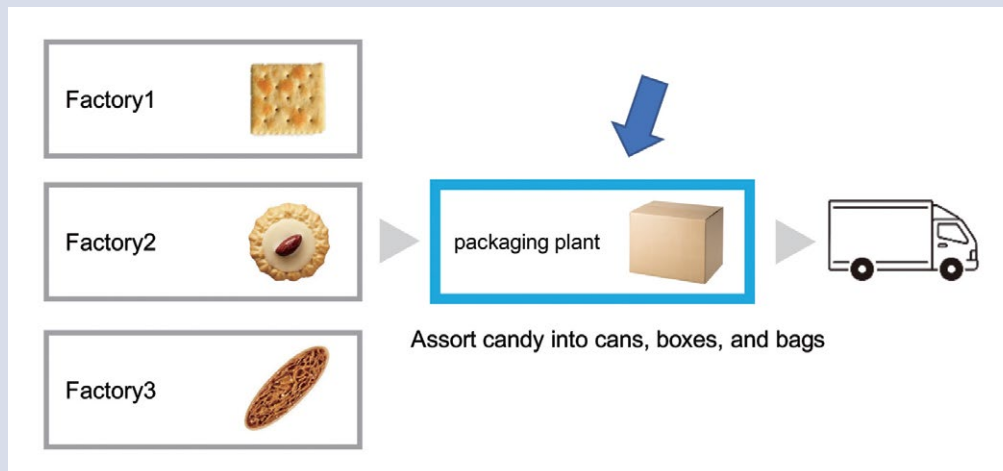 Factory1
Factory2
Factory3
packaging plant
Assort candy into cans, boxes, and bags